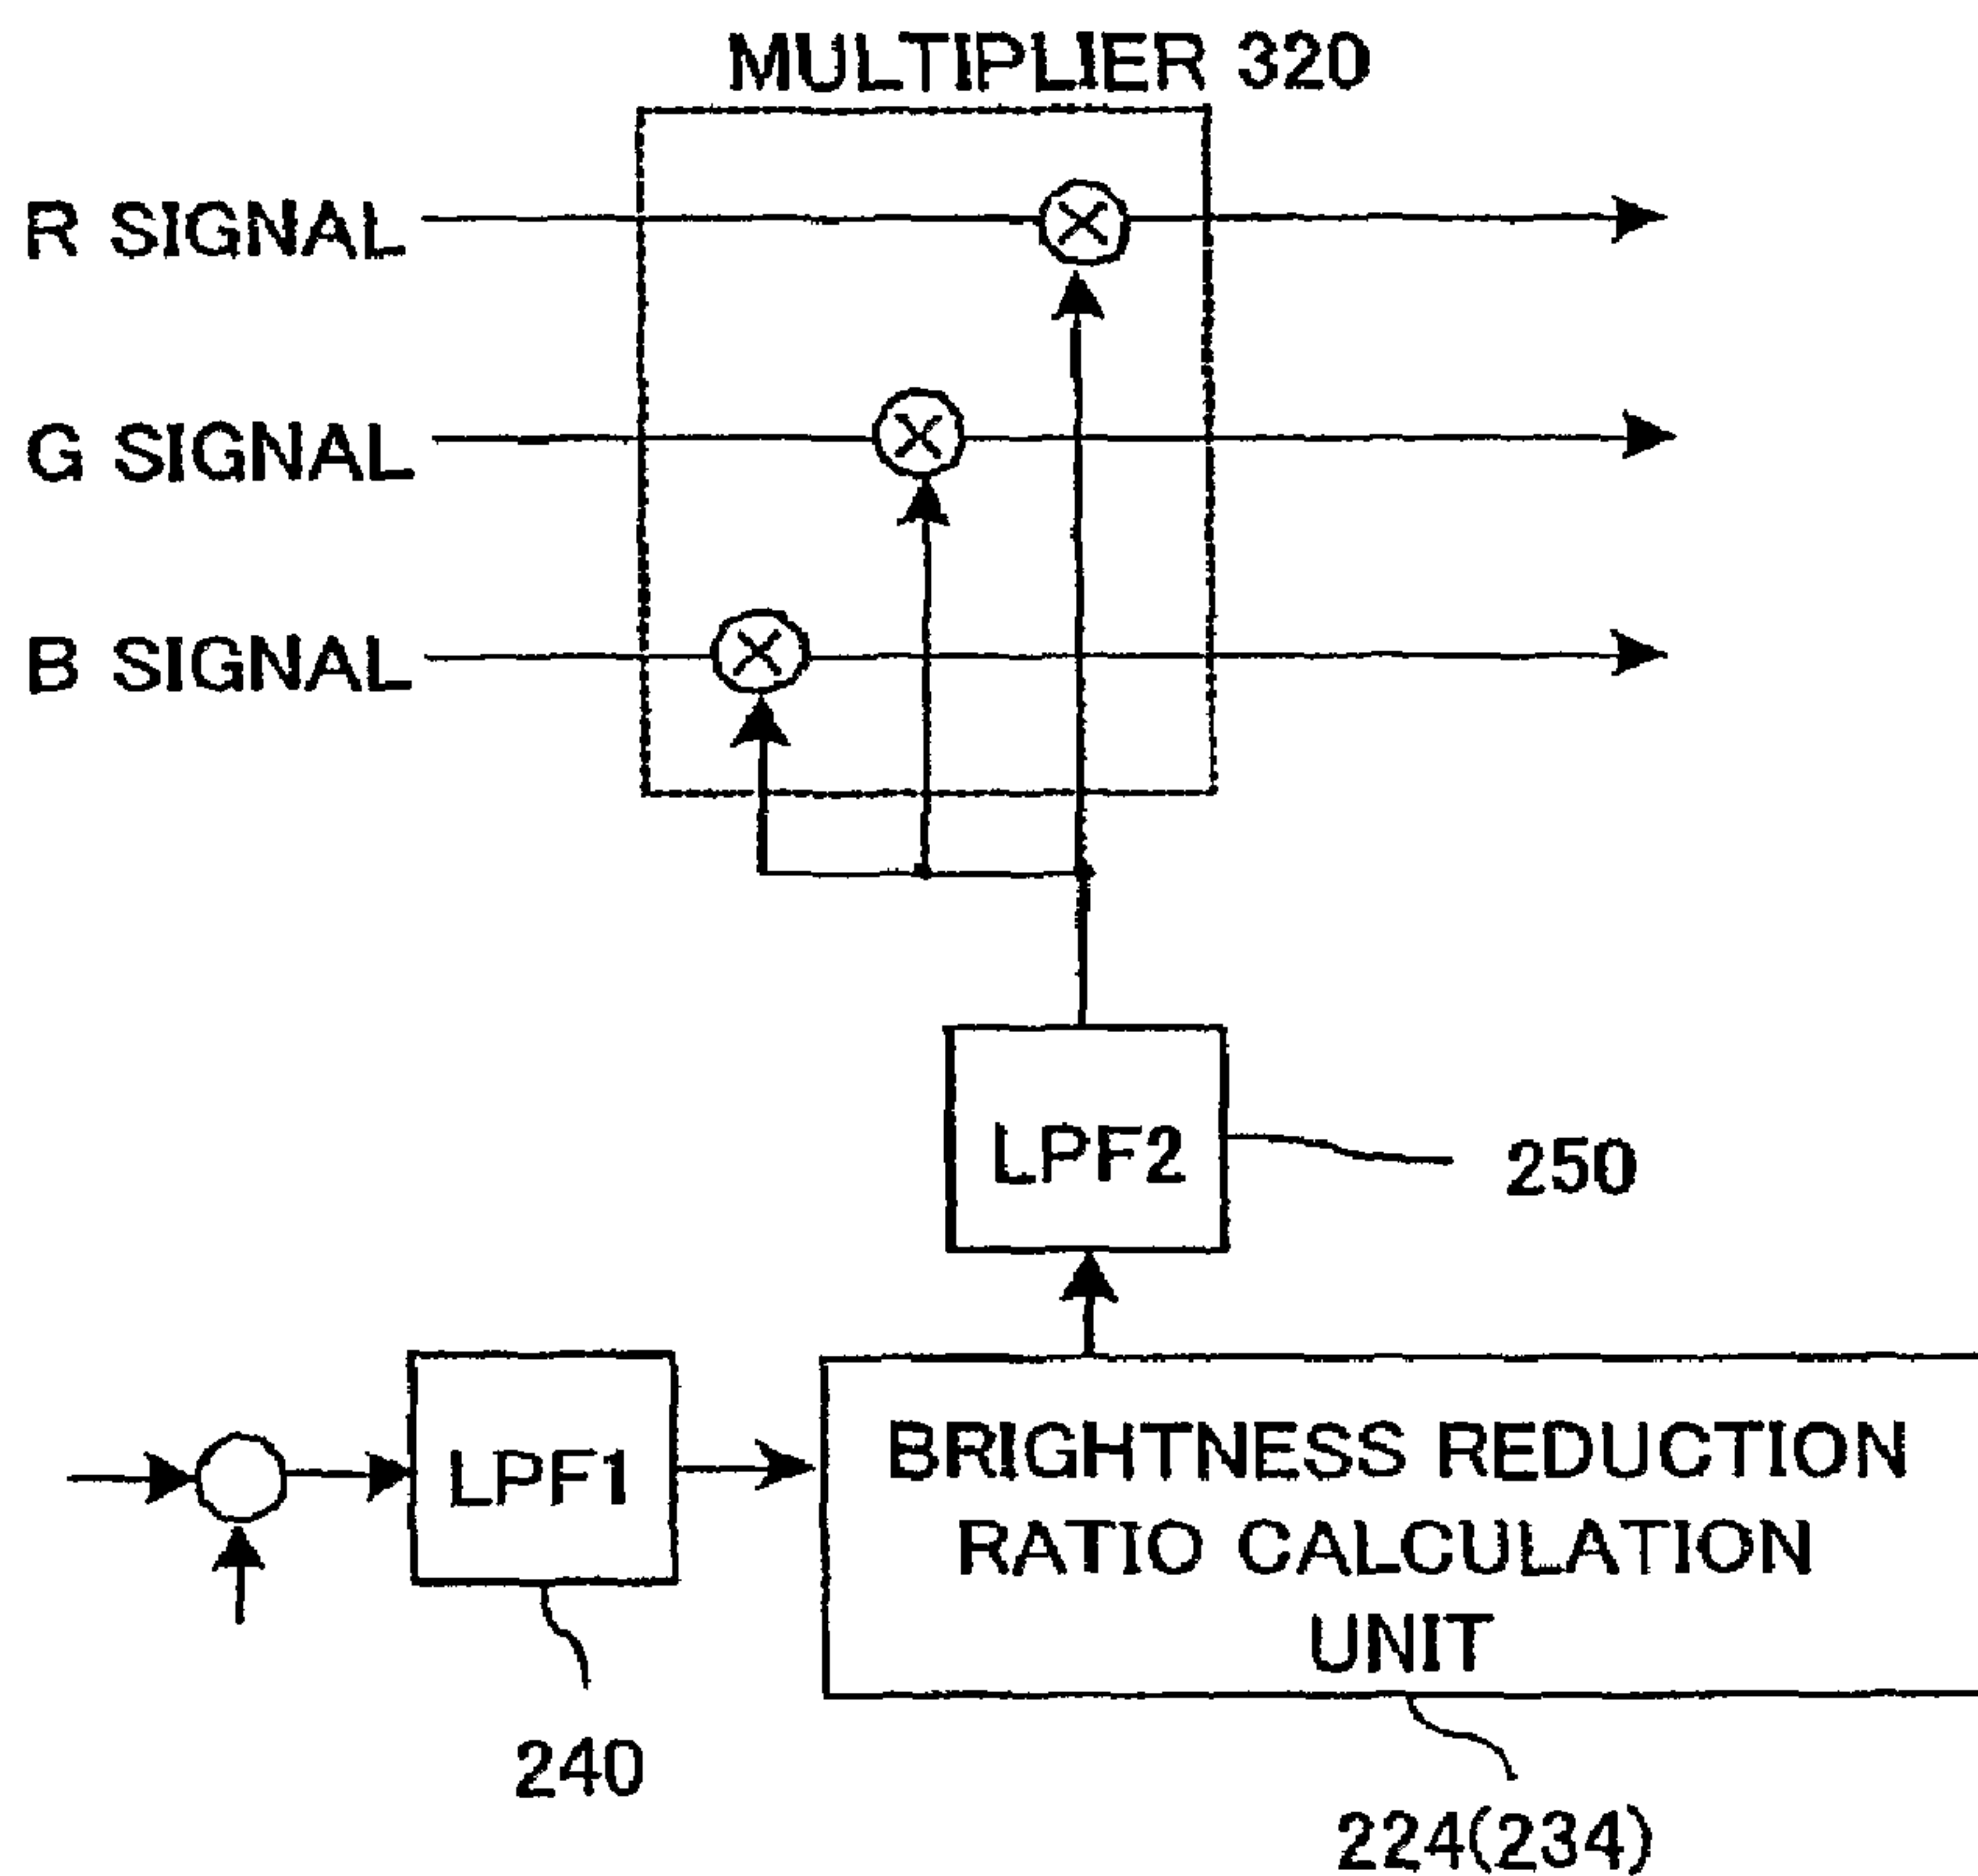 MULTIPLIER 320
R SIGNAL
G SIGNAL
B SIGNAL
LPF2
250
LPF1
BRIGHTNESS REDUCTION
RATIO CALCULATION
UNIT
240
224(234)